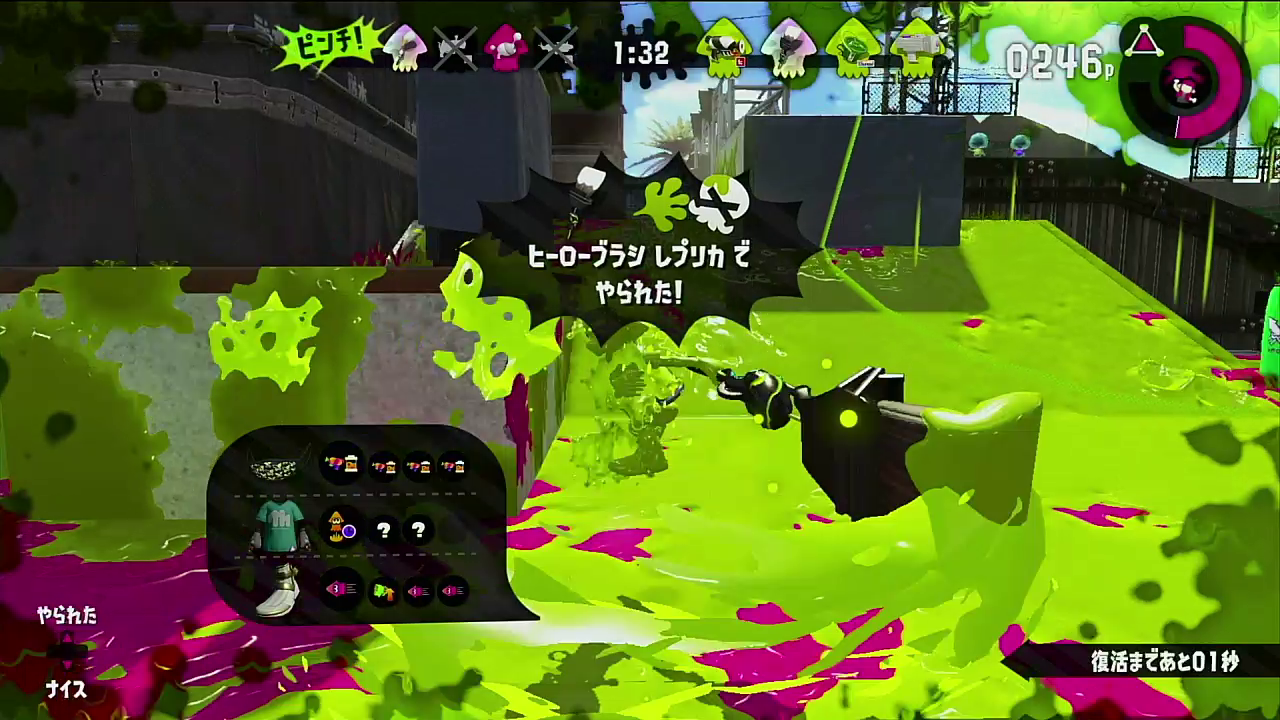 ピンチ!
1:32
0246p
ヒーローブラシ レプリカ で
やられた!
? ?
やられた
ナイス
復活まであと01秒